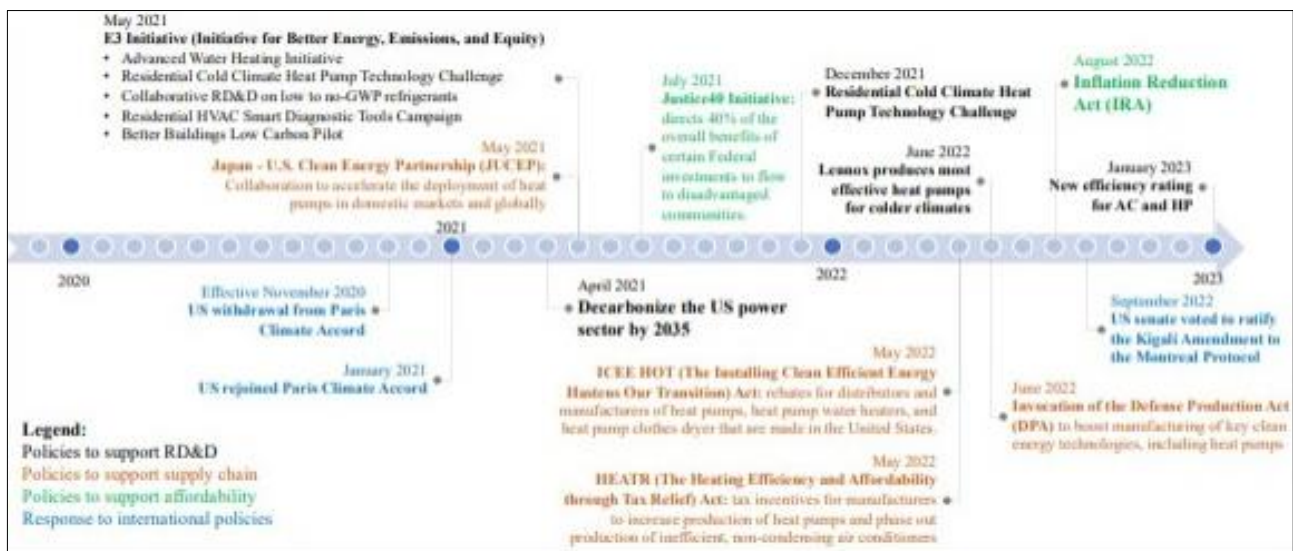 May 2021
E3 Initiative (Initiative for Better Energy, Emissions, and Equity)
• Advanced Water Heating Initiative
• Residential Cold Climate Heat Pump Technology Challenge
• Collaborative RD&D on low to no-GWP refrigerants
• Residential HVAC Smart Diagnostic Tools Campaign
• Better Buildings Low Carbon Pilot
May 2021
Japan - U.S. Clean Energy Partnership (JUCEP):
Collaboration to accelerate the deployment of heat
pumps in domestic markets and globally
July 2021
Justice40 Initiative:
directs 40% of the
overall benefits of
certain Federal
investments to flow
to disadvantaged
communities.
December 2021
Residential Cold Climate Heat
Pump Technology Challenge
June 2022
Lennox produces most
effective heat pumps
for colder climates
August 2022
Inflation Reduction
Act (IRA)
January 2023
New efficiency rating
for AC and HP
2020
2021
2022
2023
Effective November 2020
US withdrawal from Paris
Climate Accord
January 2021
US rejoined Paris Climate Accord
April 2021
Decarbonize the US power
sector by 2035
May 2022
ICEE HOT (The Installing Clean Efficient Energy
Hastens Our Transition) Act: rebates for distributors and
manufacturers of heat pumps, heat pump water heaters, and
heat pump clothes dryer that are made in the United States.
May 2022
HEATR (The Heating Efficiency and Affordability
through Tax Relief) Act: tax incentives for manufacturers
to increase production of heat pumps and phase out
production of inefficient, non-condensing air conditioners
September 2022
US senate voted to ratify
the Kigali Amendment to
the Montreal Protocol
June 2022
Invocation of the Defense Production Act
(DPA) to boost manufacturing of key clean
energy technologies, including heat pumps
Legend:
Policies to support RD&D
Policies to support supply chain
Policies to support affordability
Response to international policies